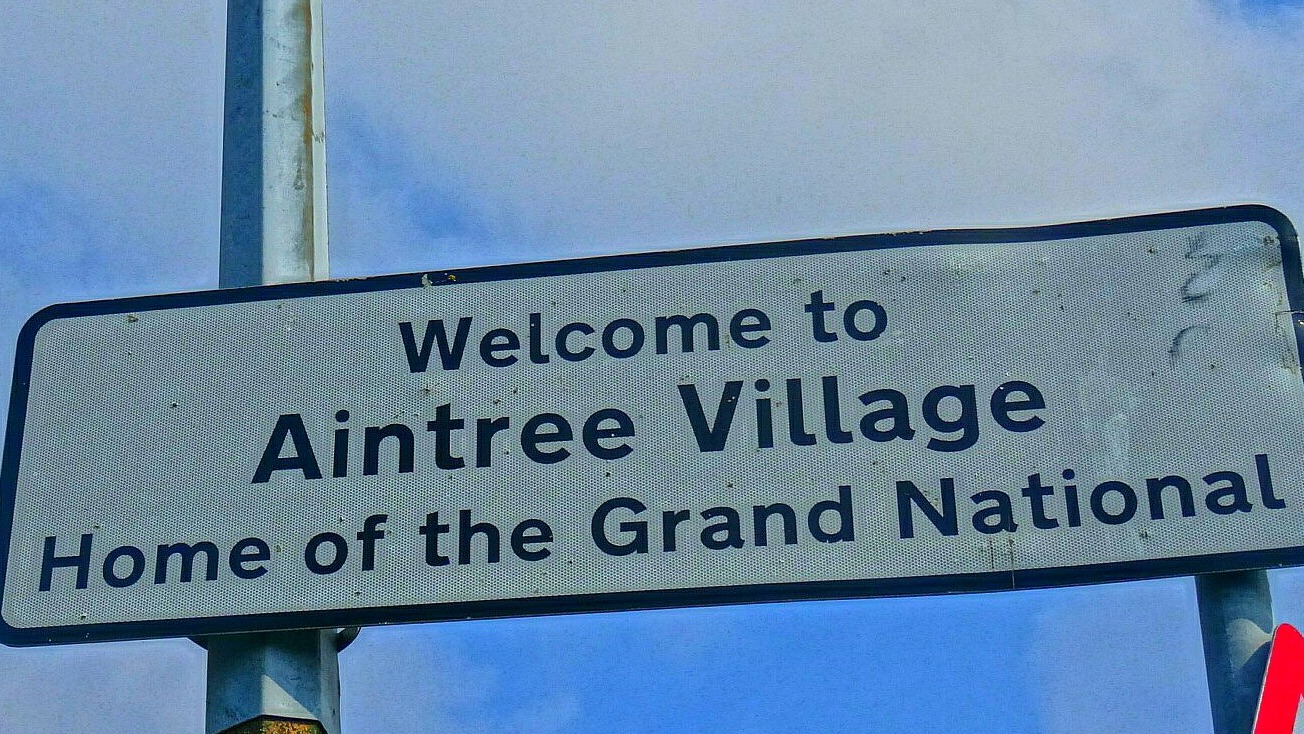 Welcome to
Aintree Village
Home of the Grand National